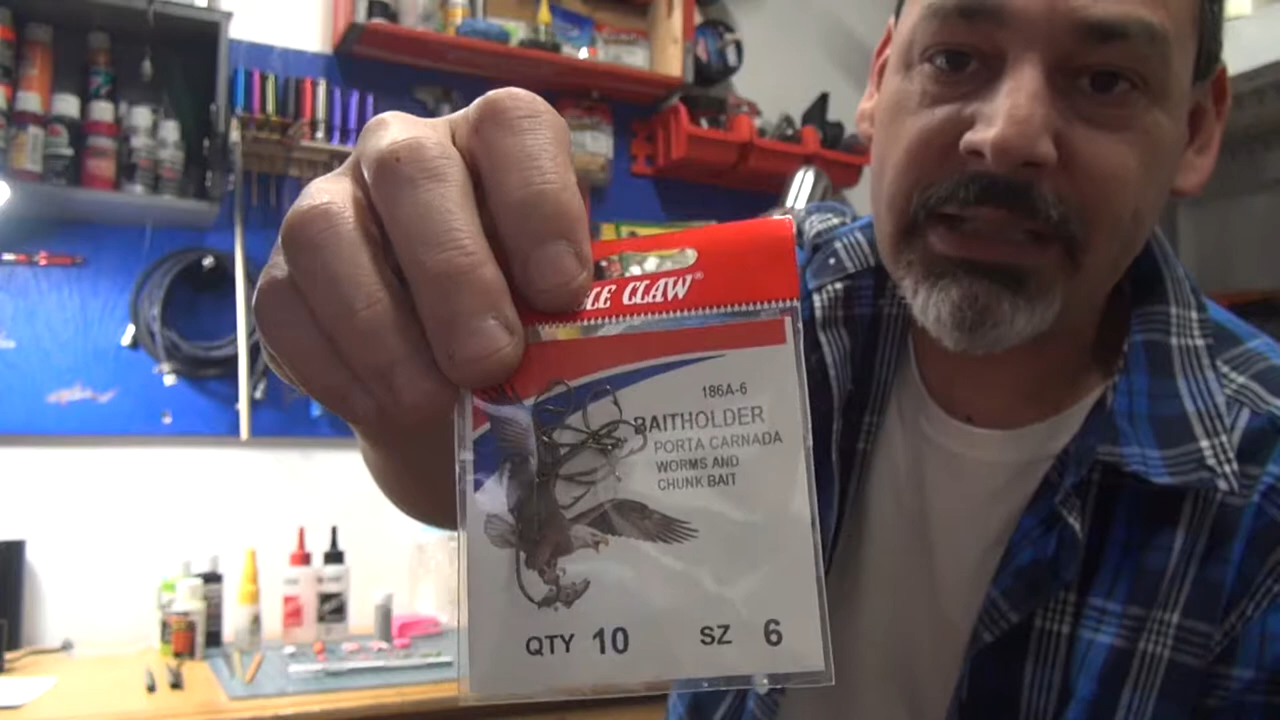 LE CLAW®
186A-6
BAITHOLDER
PORTA CARNADA
WORMS AND
CHUNK BAIT
QTY 10 SZ 6